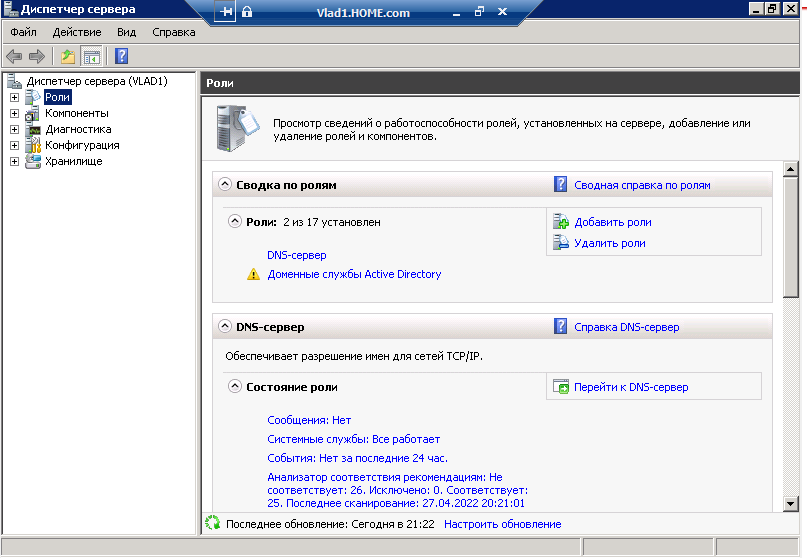 Диспетчер сервера
Vlad1.HOME.com
Файл Действие Вид Справка
Диспетчер сервера (VLAD1)
Роли
Компоненты
Диагностика
Конфигурация
Хранилище
Роли
Просмотр сведений о работоспособности ролей, установленных на сервере, добавление или
удаление ролей и компонентов.
Сводка по ролям
Сводная справка по ролям
Роли: 2 из 17 установлен
Добавить роли
Удалить роли
DNS-сервер
Доменные службы Active Directory
DNS-сервер
Справка DNS-сервер
Обеспечивает разрешение имен для сетей TCP/IP.
Состояние роли
Перейти к DNS-сервер
Сообщения: Нет
Системные службы: Все работает
События: Нет за последние 24 час.
Анализатор соответствия рекомендациям: Не
соответствует: 26. Исключено: 0. Соответствует:
25. Последнее сканирование: 27.04.2022 20:21:01
Последнее обновление: Сегодня в 21:22 Настроить обновление